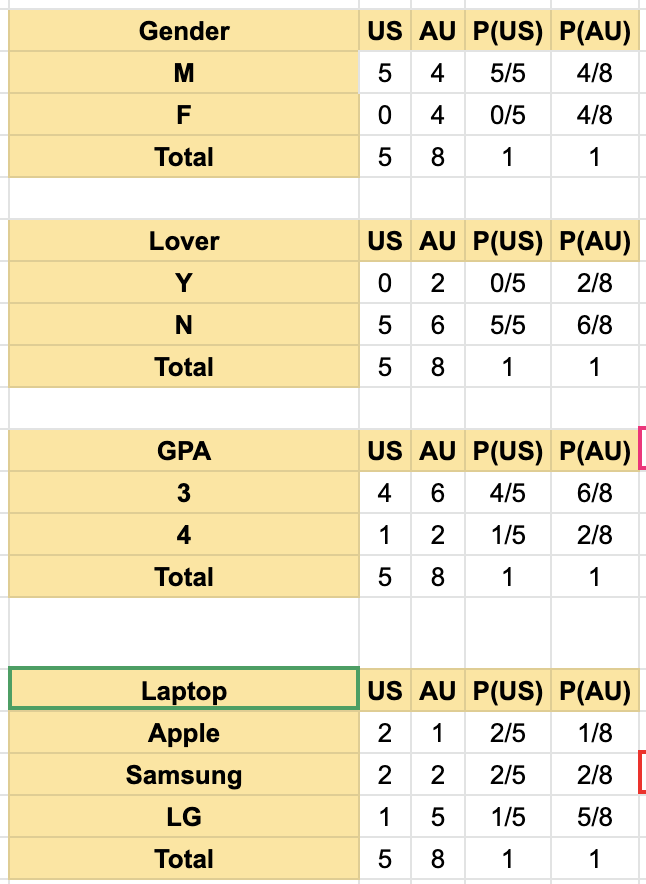 Gender US AU P(US) P(AU)
M 5 4 5/5 4/8
F 0 4 0/5 4/8
Total 5 8 1 1
Lover US AU P(US) P(AU)
Y 0 2 0/5 2/8
N 5 6 5/5 6/8
Total 5 8 1 1
GPA US AU P(US) P(AU)
3 4 6 4/5 6/8
4 1 2 1/5 2/8
Total 5 8 1 1
Laptop US AU P(US) P(AU)
Apple 2 1 2/5 1/8
Samsung 2 2 2/5 2/8
LG 1 5 1/5 5/8
Total 5 8 1 1